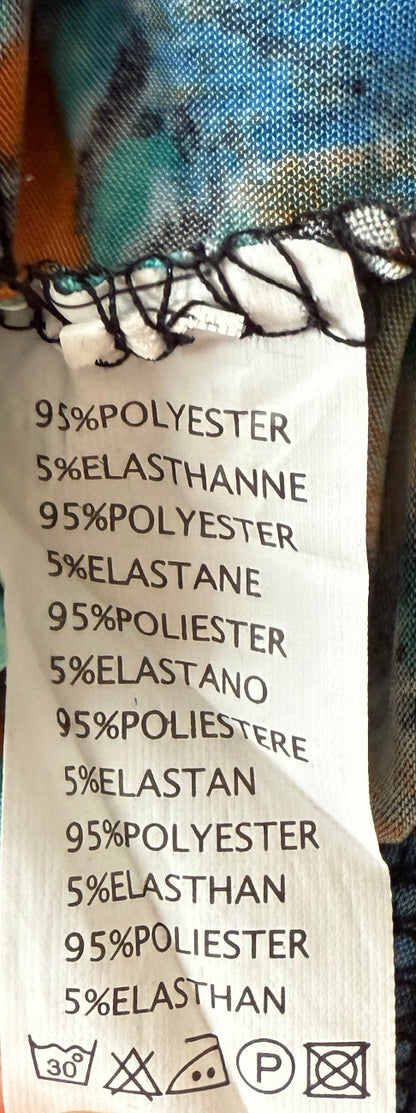 95%POLYESTER
5%ELASTHANNE
95%POLYESTER
5%ELASTANE
95%POLIESTER
5%ELASTANO
95%POLIESTERE
5%ELASTAN
95%POLYESTER
5%ELASTHAN
95%POLIESTER
5%ELASTHAN
30° P